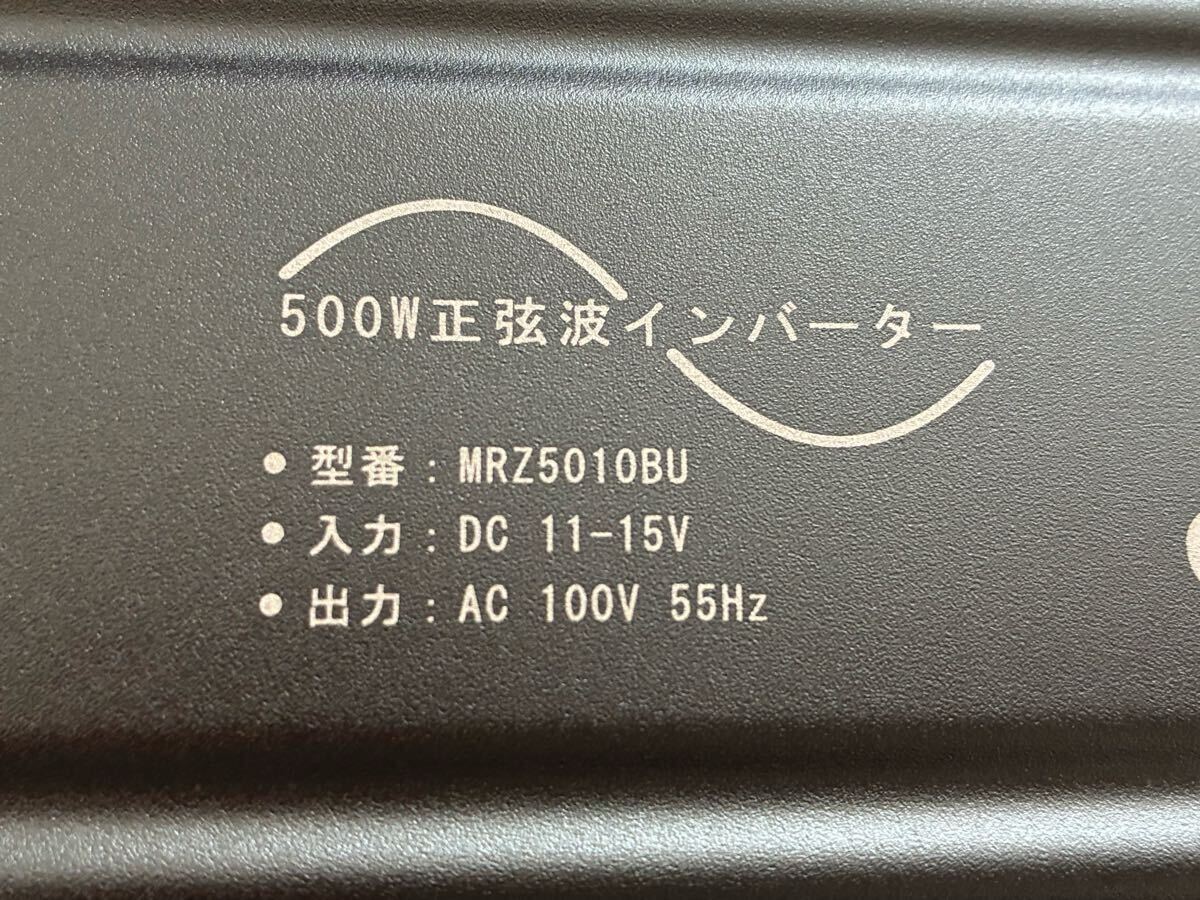 500W正弦波インバーター
● 型番：MRZ5010BU
● 入力：DC 11-15V
● 出力：AC 100V 55Hz